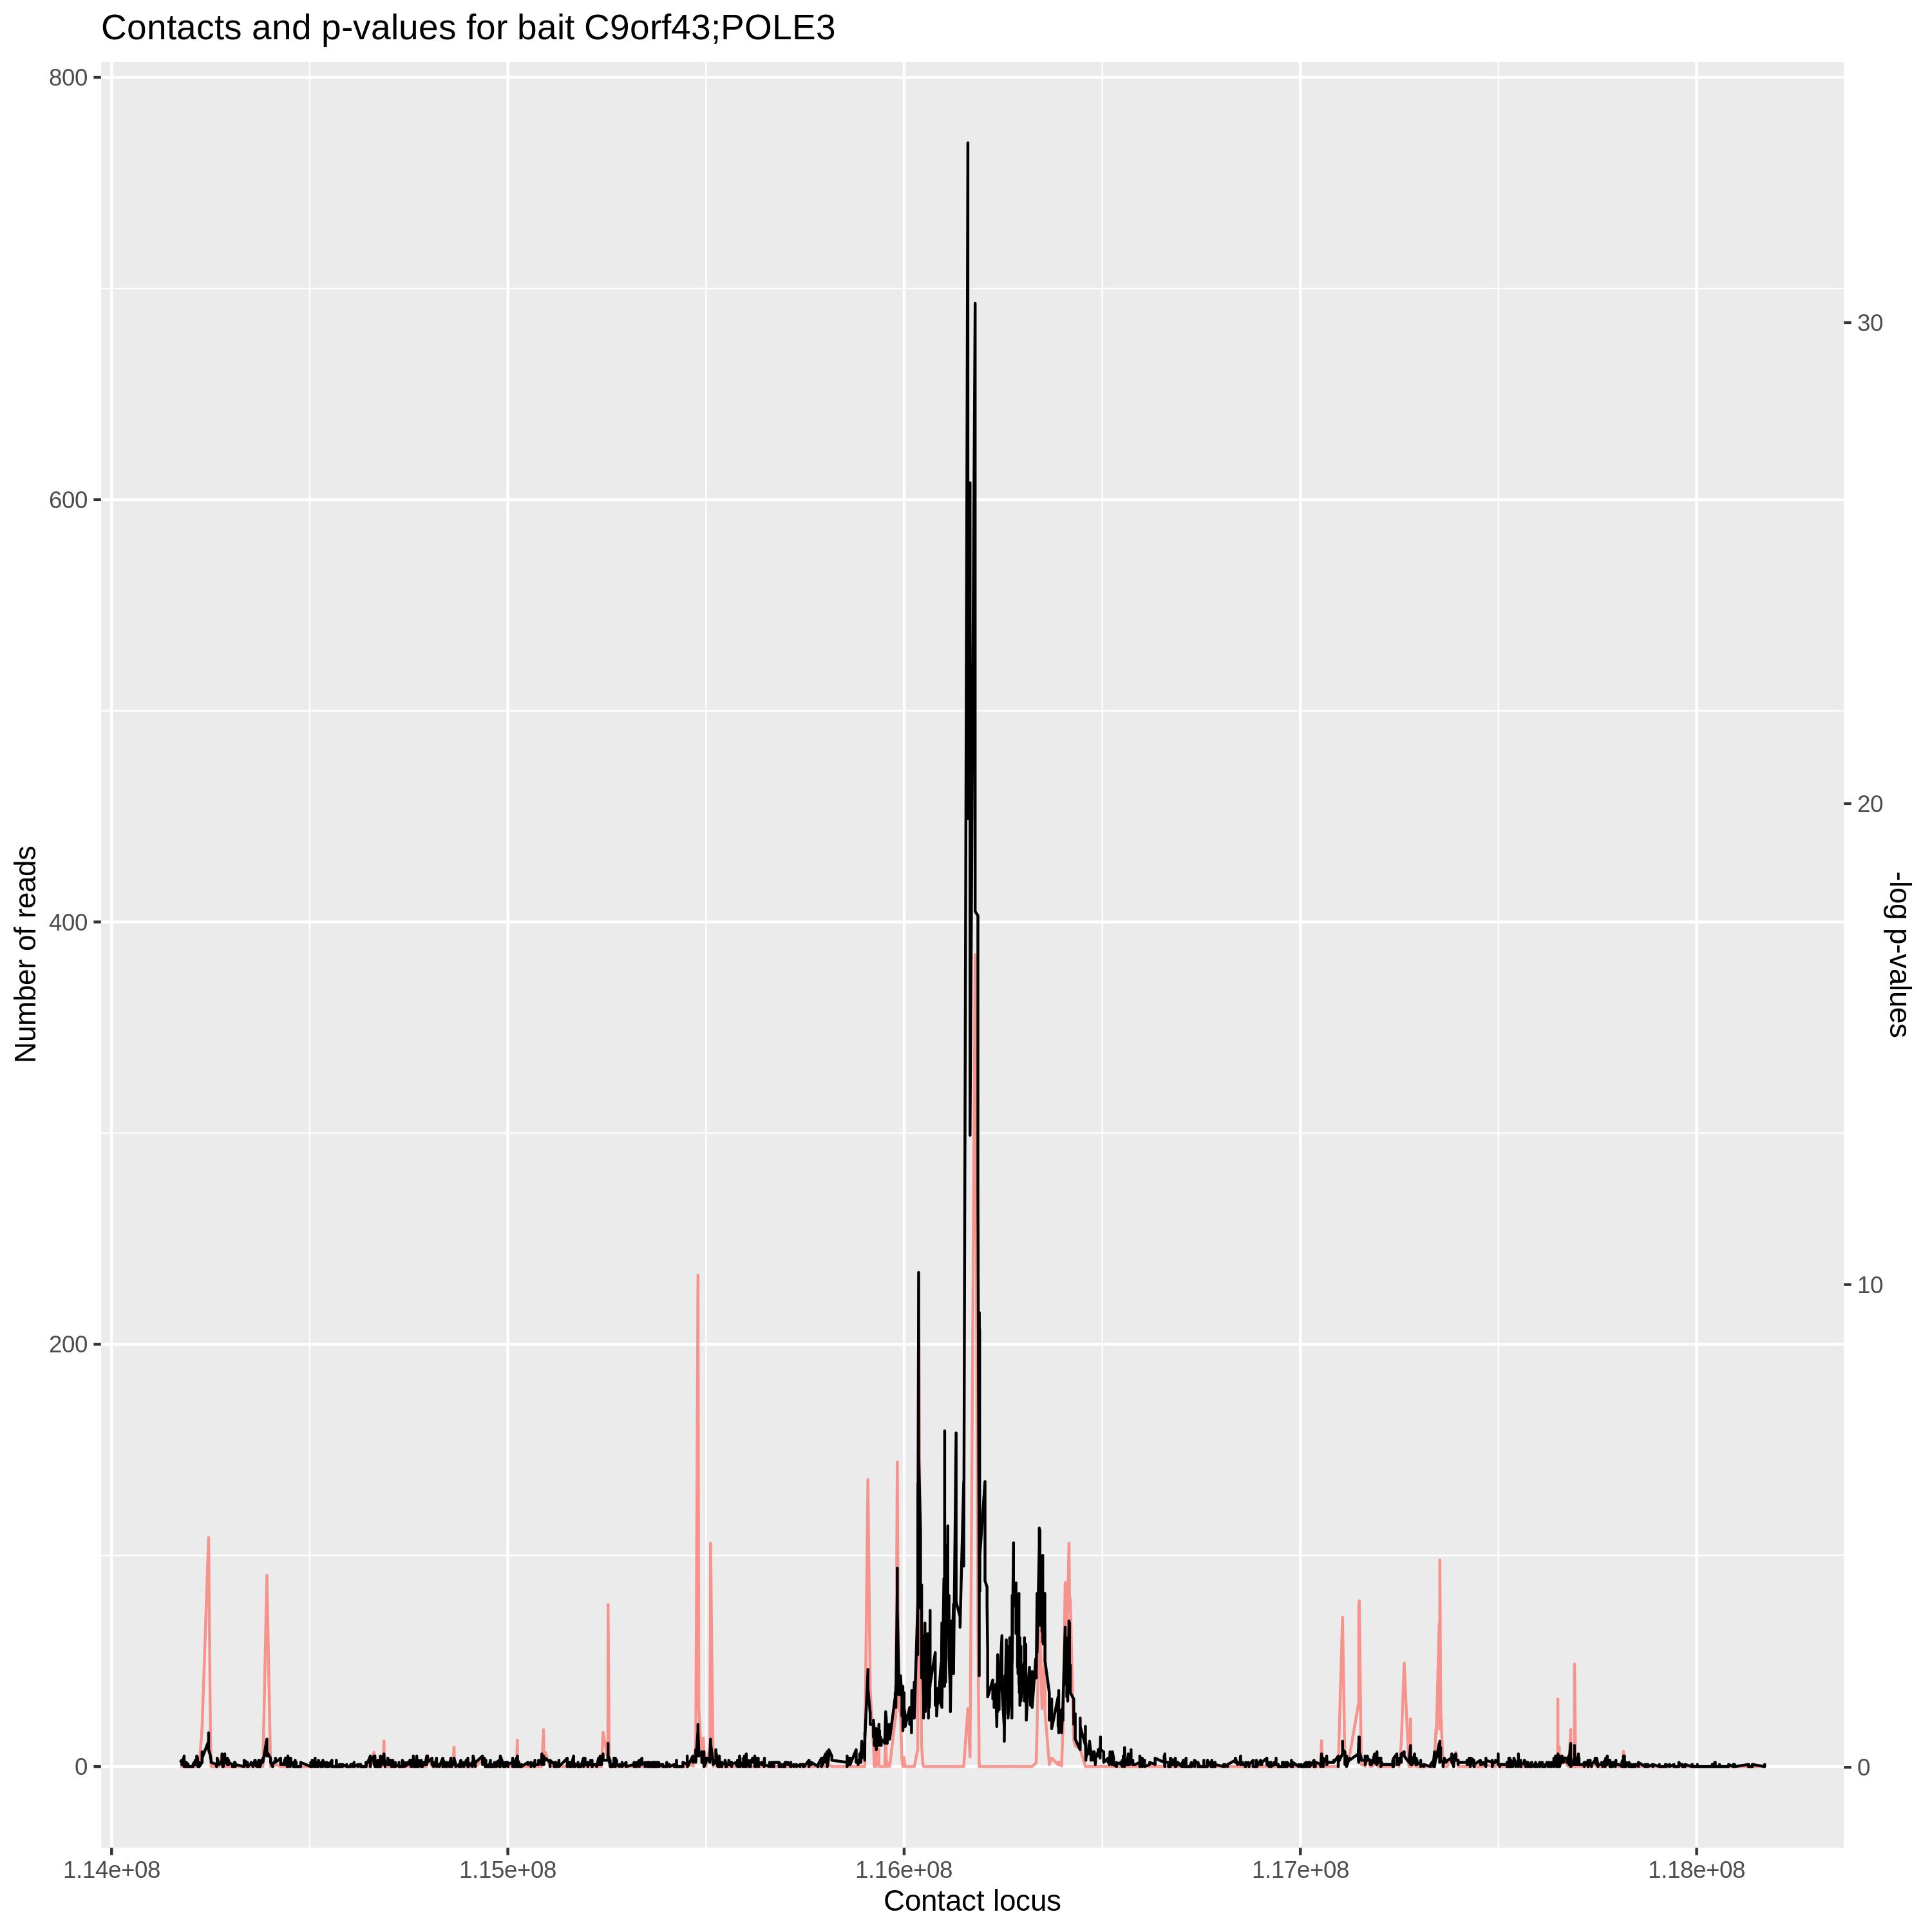 Contacts and p-values for bait C9orf43;POLE3
800
600
400
200
0
Number of reads
30
20
10
0
-log p-values
1.14e+08
1.15e+08
1.16e+08
1.17e+08
1.18e+08
Contact locus